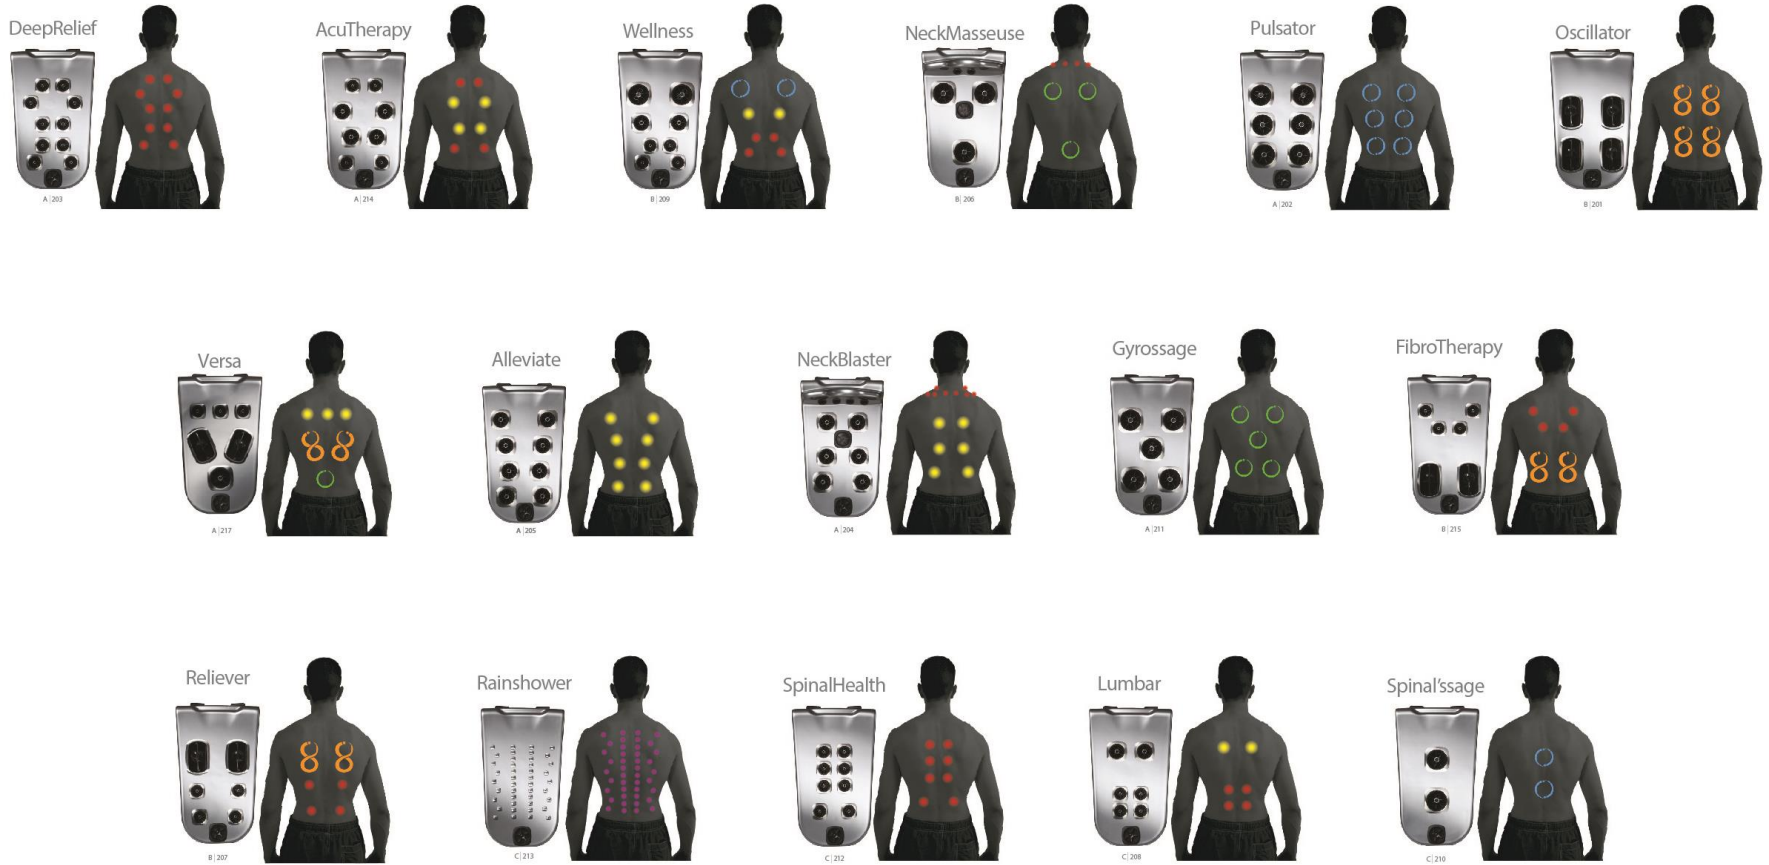 DeepRelief
AcuTherapy
Wellness
NeckMasseuse
Pulsator
Oscillator
A | 203
A | 214
B | 209
B | 206
A | 202
B | 201
Versa
Alleviate
NeckBlaster
Gyrossage
FibroTherapy
A | 217
A | 205
A | 204
A | 211
B | 215
Reliever
Rainshower
SpinalHealth
Lumbar
Spinal'ssage
B | 207
C | 213
C | 212
C | 208
C | 210